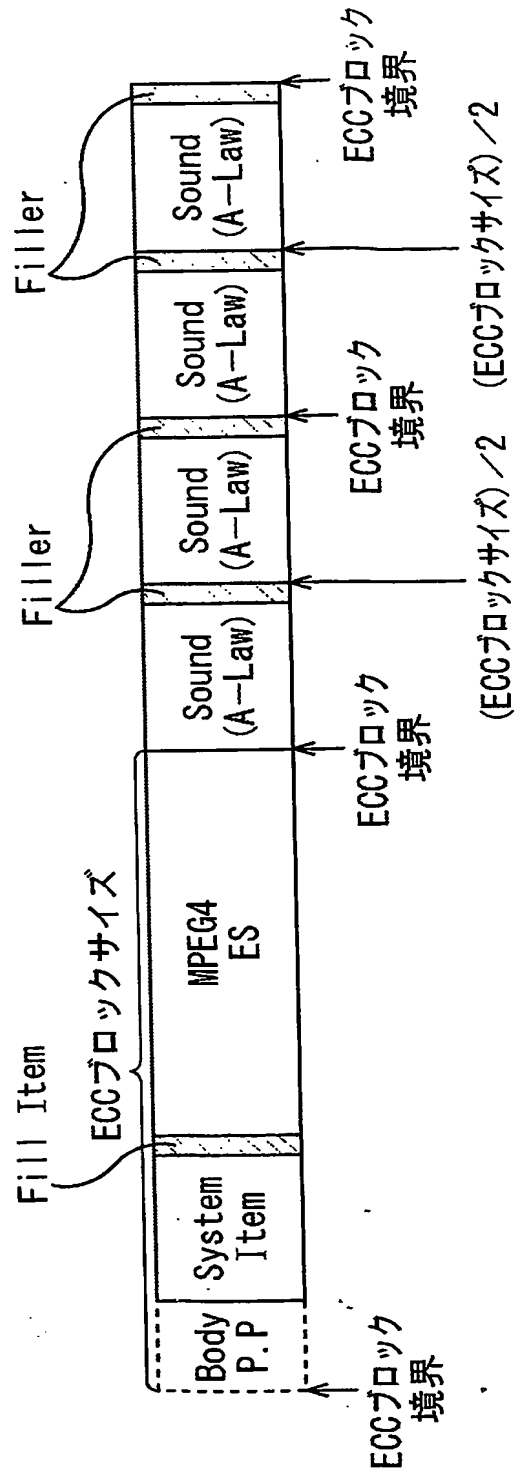 Fill Item
Filler
Filler
ECCブロックサイズ
Body
P.P
System
Item
MPEG4
ES
Sound
(A-Law)
Sound
(A-Law)
Sound
(A-Law)
Sound
(A-Law)
ECCブロック
境界
ECCブロック
境界
(ECCブロックサイズ)/2
ECCブロック
境界
(ECCブロックサイズ)/2
ECCブロック
境界